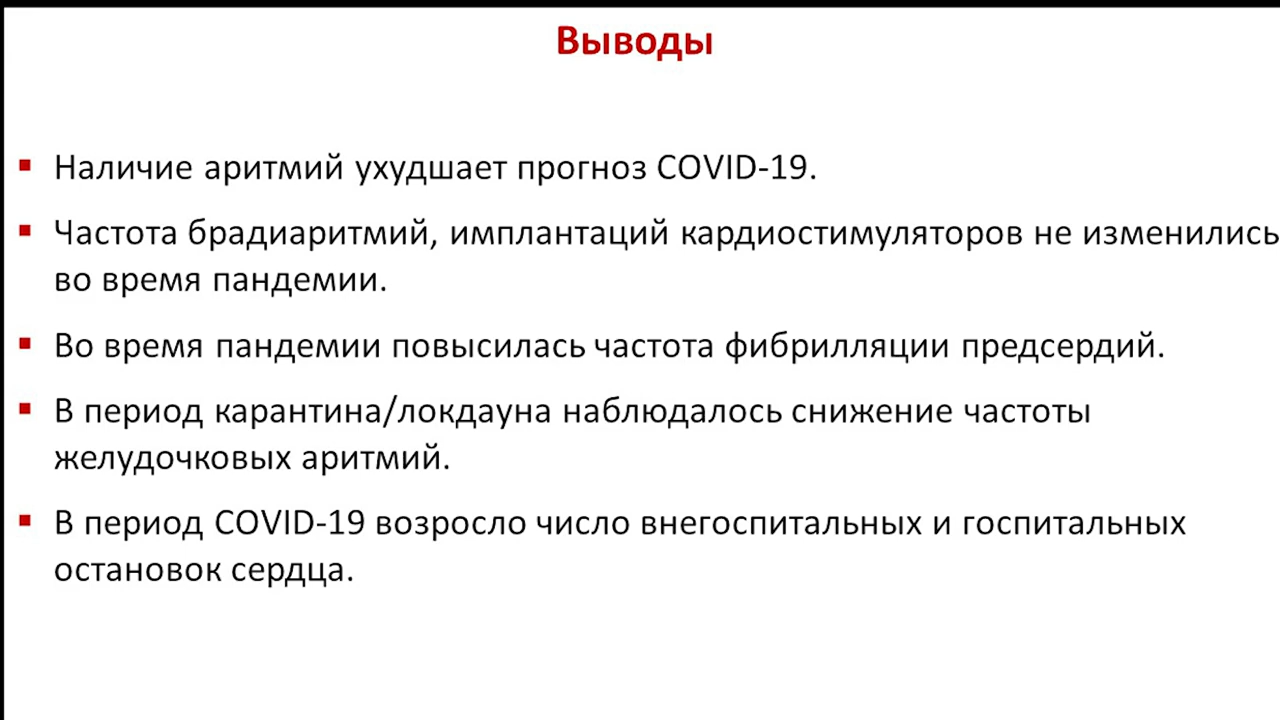 Выводы
▪ Наличие аритмий ухудшает прогноз COVID-19.
▪ Частота брадиаритмий, имплантаций кардиостимуляторов не изменились
во время пандемии.
▪ Во время пандемии повысилась частота фибрилляции предсердий.
▪ В период карантина/локдауна наблюдалось снижение частоты
желудочковых аритмий.
▪ В период COVID-19 возросло число внегоспитальных и госпитальных
остановок сердца.